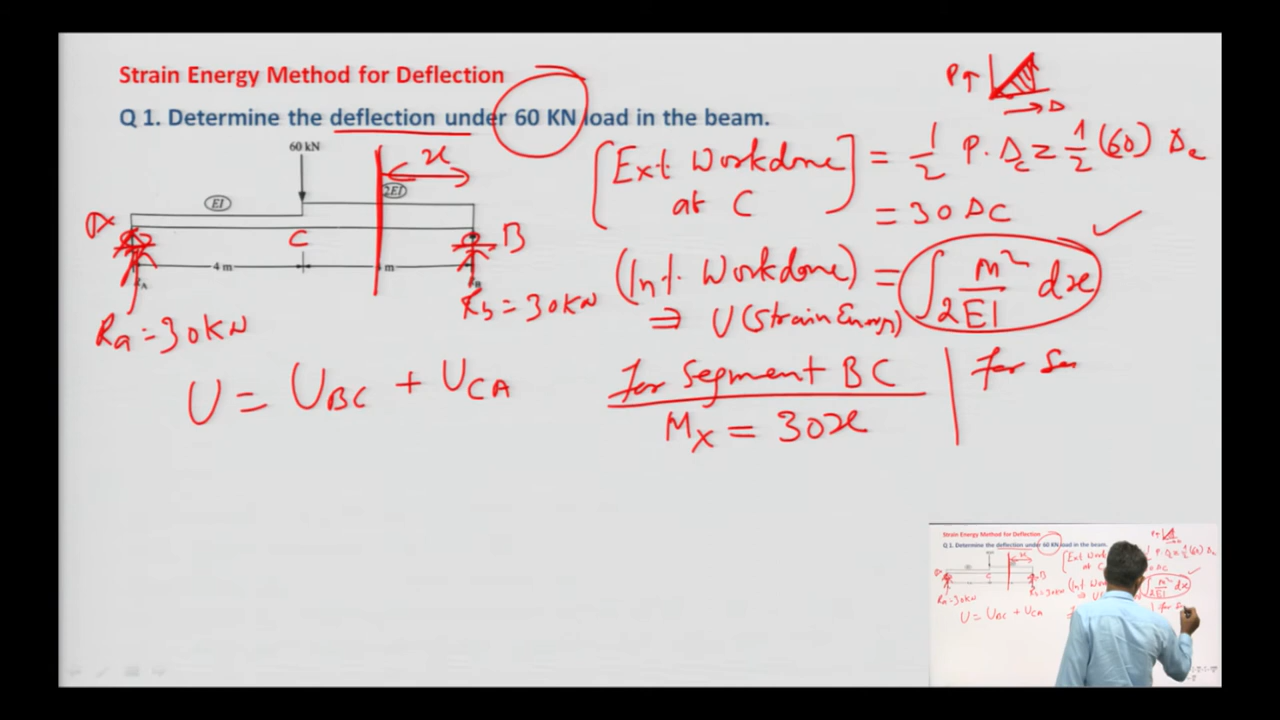 Strain Energy Method for Deflection
Q 1. Determine the deflection under 60 KN load in the beam.
P↑
→ Δ
60 kN
x
EI
2EI
A
C
B
4 m
m
Ra = 30KN
Rb = 30KN
[Ext. Workdone at C] = 1/2 P. Δc = 1/2 (60) Δc
= 30 ΔC
(Int. Workdone) = ∫ M²/2EI dx
⇒ U(Strain Energy)
U = UBC + UCA
for Segment BC
Mx = 30x
for Se